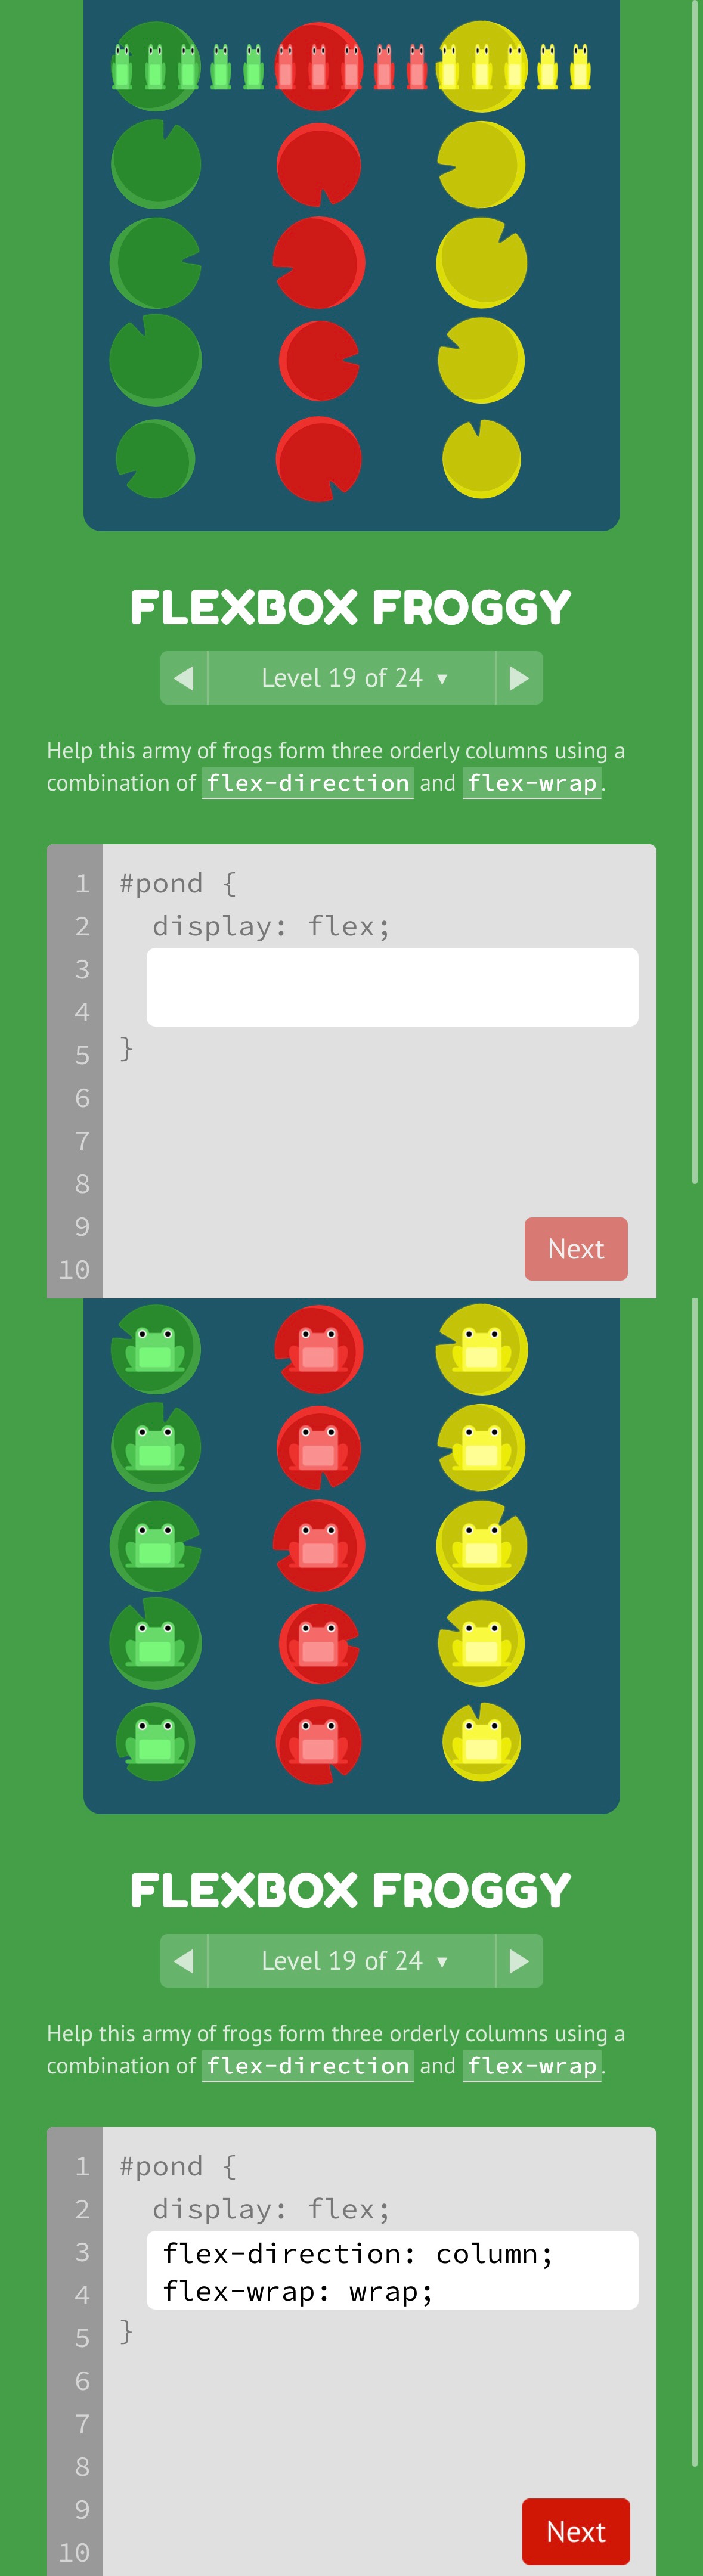 FLEXBOX FROGGY
Level 19 of 24 ▼
Help this army of frogs form three orderly columns using a
combination of flex-direction and flex-wrap.
1 #pond {
2 display: flex;
3
4
5 }
6
7
8
9
10
Next
FLEXBOX FROGGY
Level 19 of 24 ▼
Help this army of frogs form three orderly columns using a
combination of flex-direction and flex-wrap.
1 #pond {
2 display: flex;
3 flex-direction: column;
4 flex-wrap: wrap;
5 }
6
7
8
9
10
Next